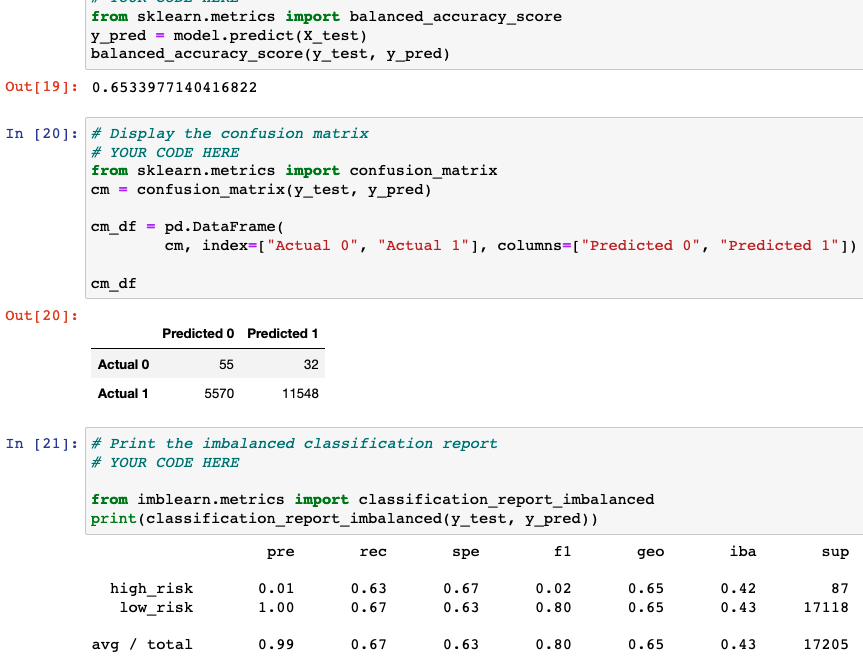 # YOUR CODE HERE
from sklearn.metrics import balanced_accuracy_score
y_pred = model.predict(X_test)
balanced_accuracy_score(y_test, y_pred)
Out[19]: 0.6533977140416822
In [20]: # Display the confusion matrix
# YOUR CODE HERE
from sklearn.metrics import confusion_matrix
cm = confusion_matrix(y_test, y_pred)
cm_df = pd.DataFrame(
cm, index=["Actual 0", "Actual 1"], columns=["Predicted 0", "Predicted 1"])
cm_df
Out[20]:
Predicted 0 Predicted 1
Actual 0 55 32
Actual 1 5570 11548
In [21]: # Print the imbalanced classification report
# YOUR CODE HERE
from imblearn.metrics import classification_report_imbalanced
print(classification_report_imbalanced(y_test, y_pred))
pre rec spe f1 geo iba sup
high_risk 0.01 0.63 0.67 0.02 0.65 0.42 87
low_risk 1.00 0.67 0.63 0.80 0.65 0.43 17118
avg / total 0.99 0.67 0.63 0.80 0.65 0.43 17205